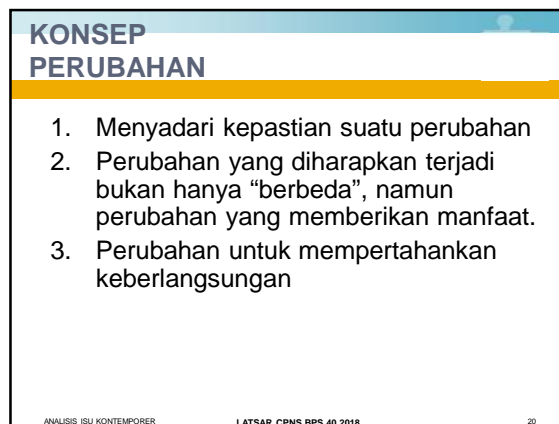 KONSEP
PERUBAHAN
1. Menyadari kepastian suatu perubahan
2. Perubahan yang diharapkan terjadi
bukan hanya “berbeda”, namun
perubahan yang memberikan manfaat.
3. Perubahan untuk mempertahankan
keberlangsungan
ANALISIS ISU KONTEMPORER LATSAR CPNS BPS 40 2018 20